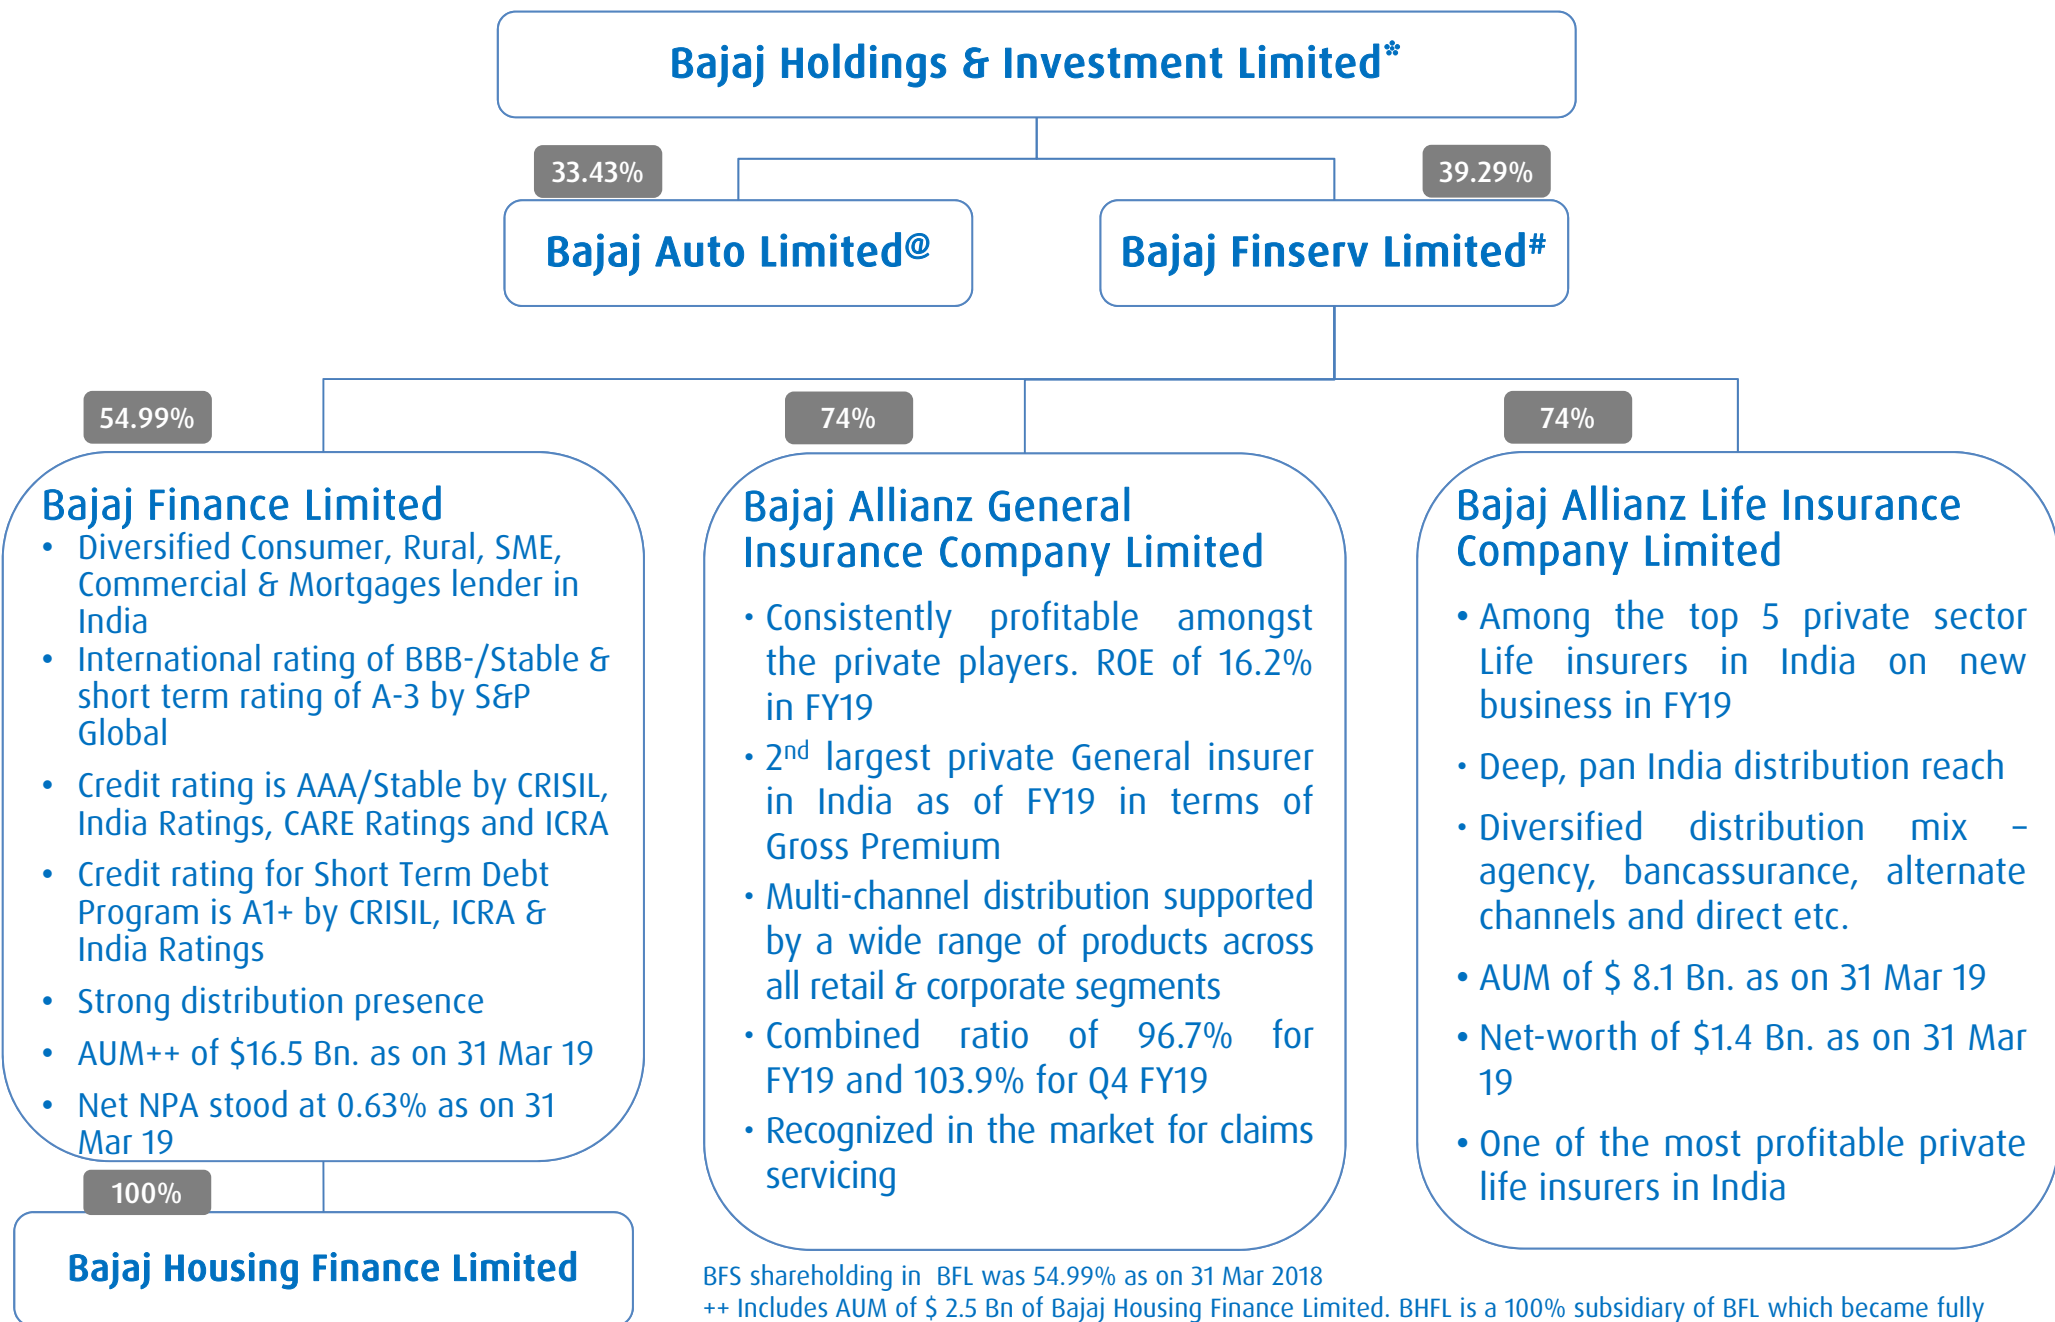 Bajaj Holdings & Investment Limited*
33.43%
39.29%
Bajaj Auto Limited@
Bajaj Finserv Limited#
54.99%
74%
74%
Bajaj Finance Limited
• Diversified Consumer, Rural, SME,
Commercial & Mortgages lender in
India
• International rating of BBB-/Stable &
short term rating of A-3 by S&P
Global
• Credit rating is AAA/Stable by CRISIL,
India Ratings, CARE Ratings and ICRA
• Credit rating for Short Term Debt
Program is A1+ by CRISIL, ICRA &
India Ratings
• Strong distribution presence
• AUM++ of $16.5 Bn. as on 31 Mar 19
• Net NPA stood at 0.63% as on 31
Mar 19
100%
Bajaj Housing Finance Limited
Bajaj Allianz General
Insurance Company Limited
• Consistently profitable amongst
the private players. ROE of 16.2%
in FY19
• 2nd largest private General insurer
in India as of FY19 in terms of
Gross Premium
• Multi-channel distribution supported
by a wide range of products across
all retail & corporate segments
• Combined ratio of 96.7% for
FY19 and 103.9% for Q4 FY19
• Recognized in the market for claims
servicing
Bajaj Allianz Life Insurance
Company Limited
• Among the top 5 private sector
Life insurers in India on new
business in FY19
• Deep, pan India distribution reach
• Diversified distribution mix –
agency, bancassurance, alternate
channels and direct etc.
• AUM of $ 8.1 Bn. as on 31 Mar 19
• Net-worth of $1.4 Bn. as on 31 Mar
19
• One of the most profitable private
life insurers in India
BFS shareholding in BFL was 54.99% as on 31 Mar 2018
++ Includes AUM of $ 2.5 Bn of Bajaj Housing Finance Limited. BHFL is a 100% subsidiary of BFL which became fully